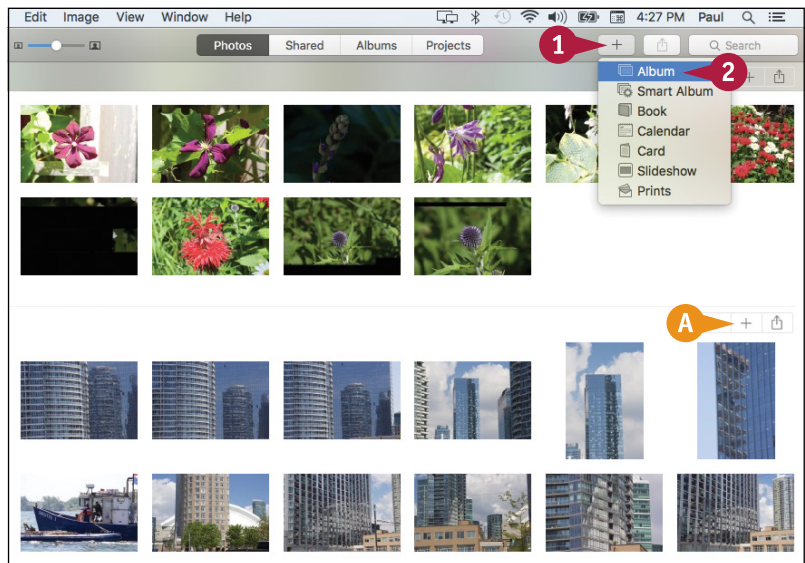 Edit Image View Window Help 4:27 PM Paul
Photos Shared Albums Projects 1 + Search
Album 2 +
Smart Album
Book
Calendar
Card
Slideshow
Prints
A +